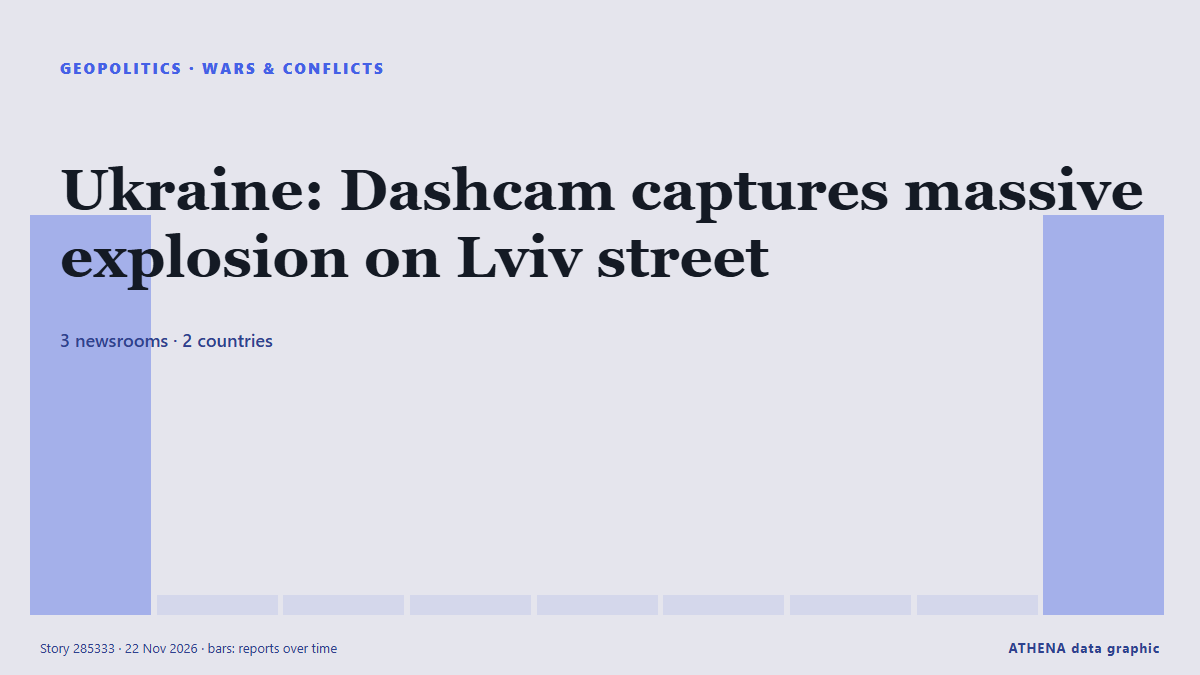 GEOPOLITICS · WARS & CONFLICTS
Ukraine: Dashcam captures massive
explosion on Lviv street
3 newsrooms · 2 countries
Story 285333 · 22 Nov 2026 · bars: reports over time
ATHENA data graphic